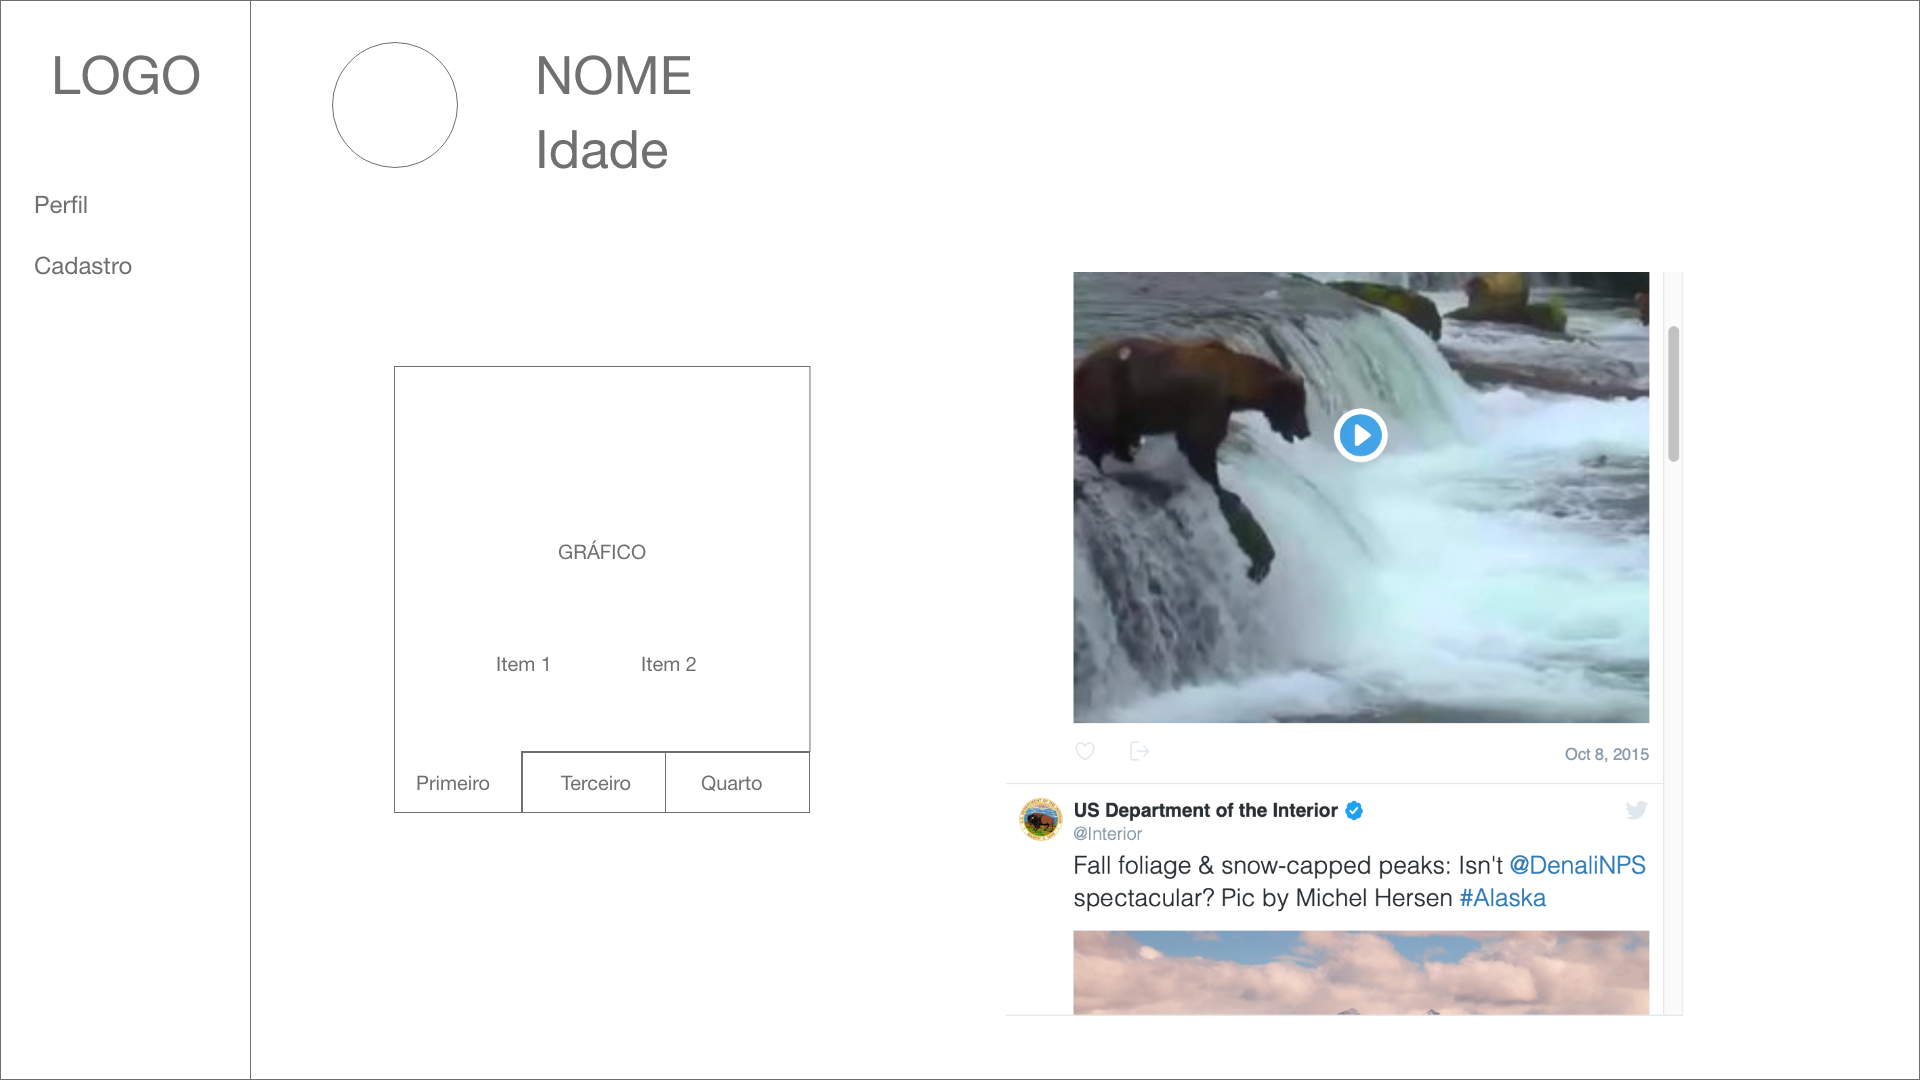 LOGO
Perfil
Cadastro
NOME
Idade
GRÁFICO
Item 1
Item 2
Primeiro
Terceiro
Quarto
Oct 8, 2015
US Department of the Interior
@Interior
Fall foliage & snow-capped peaks: Isn't @DenaliNPS
spectacular? Pic by Michel Hersen #Alaska